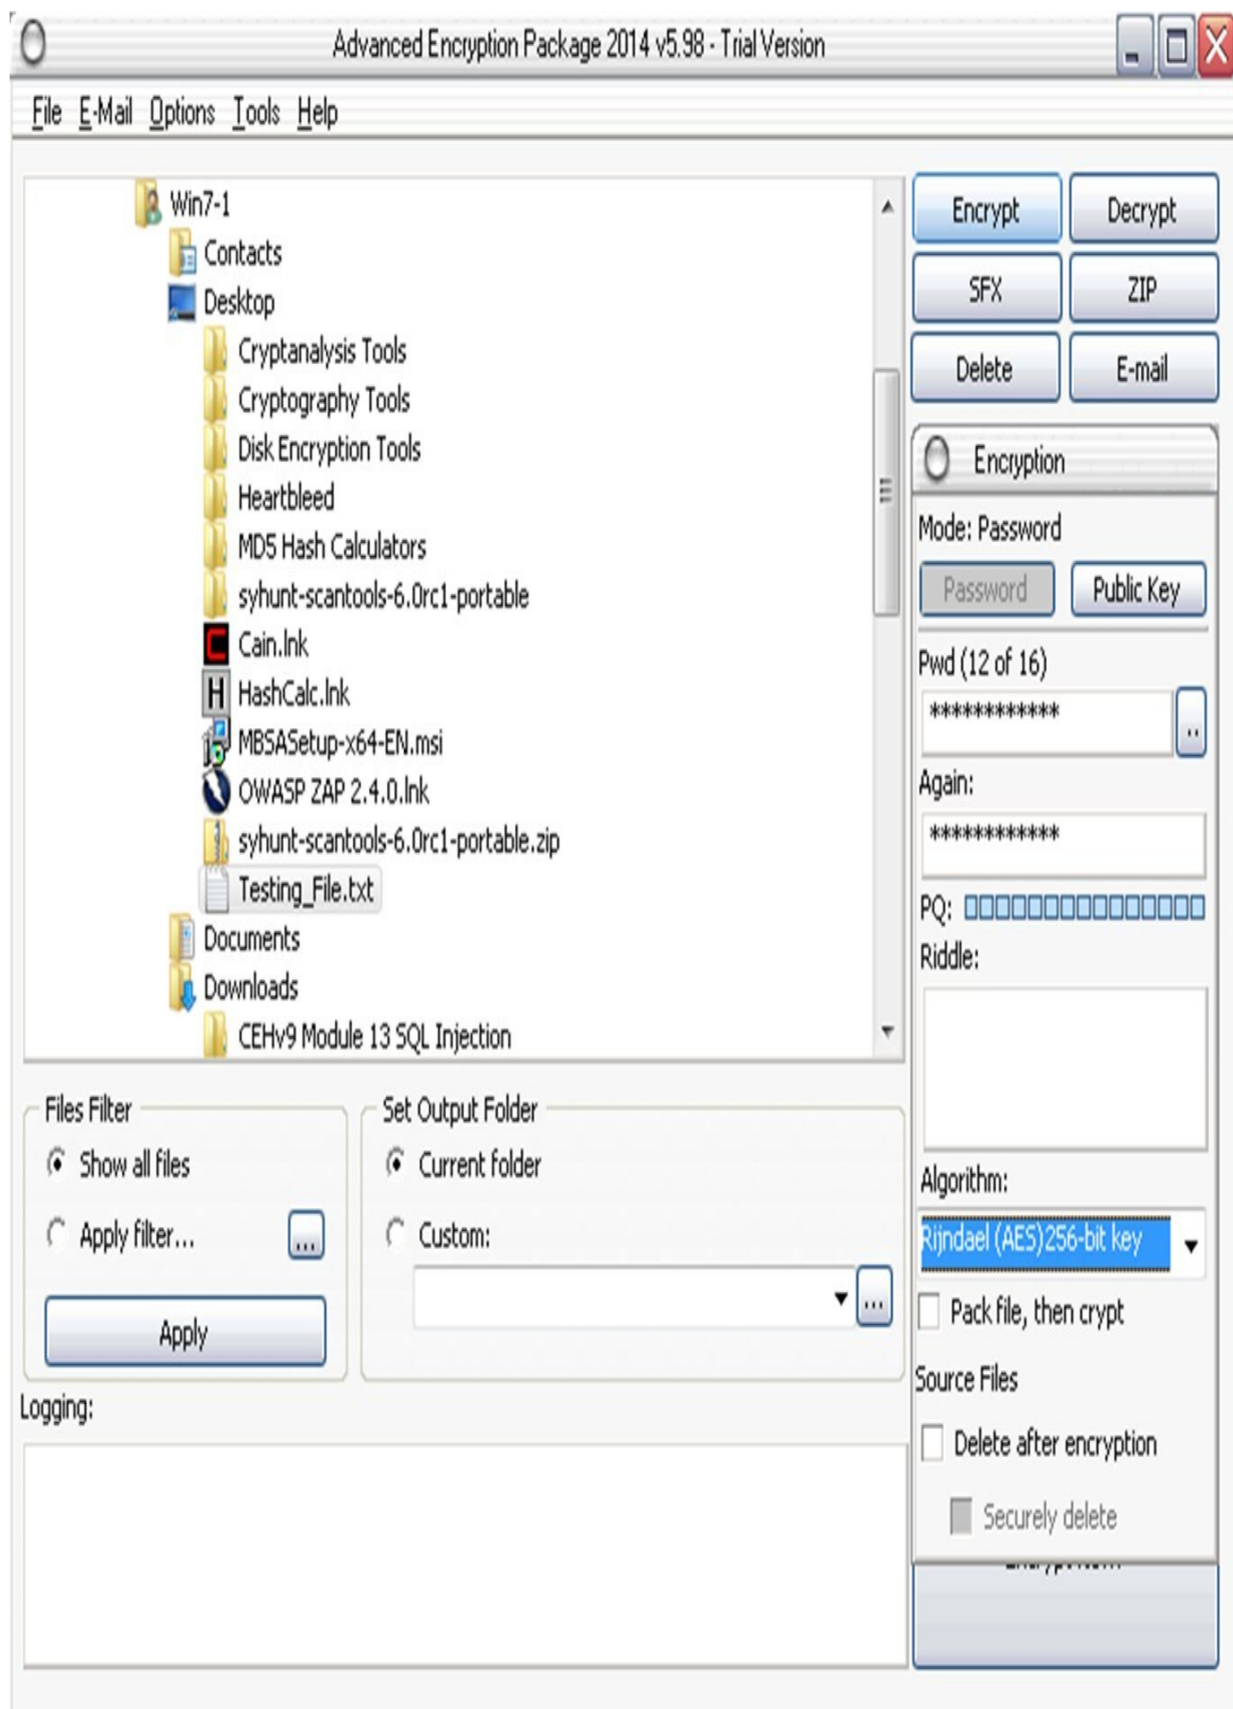 Advanced Encryption Package 2014 v5.98 - Trial Version
File E-Mail Options Tools Help
Win7-1
Contacts
Desktop
Cryptanalysis Tools
Cryptography Tools
Disk Encryption Tools
Heartbleed
MD5 Hash Calculators
syhunt-scantools-6.0rc1-portable
Cain.lnk
HashCalc.lnk
MBSASetup-x64-EN.msi
OWASP ZAP 2.4.0.lnk
syhunt-scantools-6.0rc1-portable.zip
Testing_File.txt
Documents
Downloads
CEHv9 Module 13 SQL Injection
Files Filter
Show all files
Apply filter...
...
Apply
Set Output Folder
Current folder
Custom:
...
Logging:
Encrypt Decrypt
SFX ZIP
Delete E-mail
Encryption
Mode: Password
Password Public Key
Pwd (12 of 16)
************
..
Again:
************
PQ:
Riddle:
Algorithm:
Rijndael (AES)256-bit key
Pack file, then crypt
Source Files
Delete after encryption
Securely delete